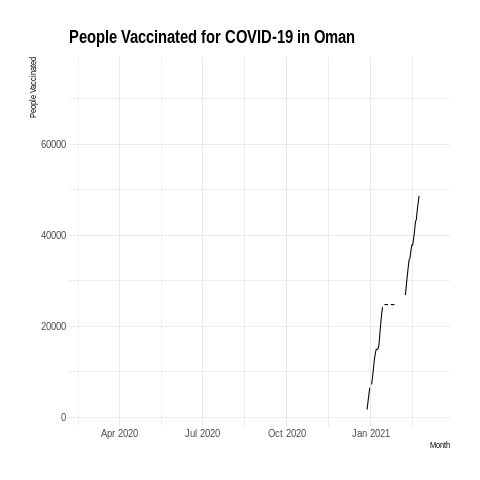 People Vaccinated for COVID-19 in Oman
People Vaccinated
60000
40000
20000
0
Apr 2020
Jul 2020
Oct 2020
Jan 2021
Month